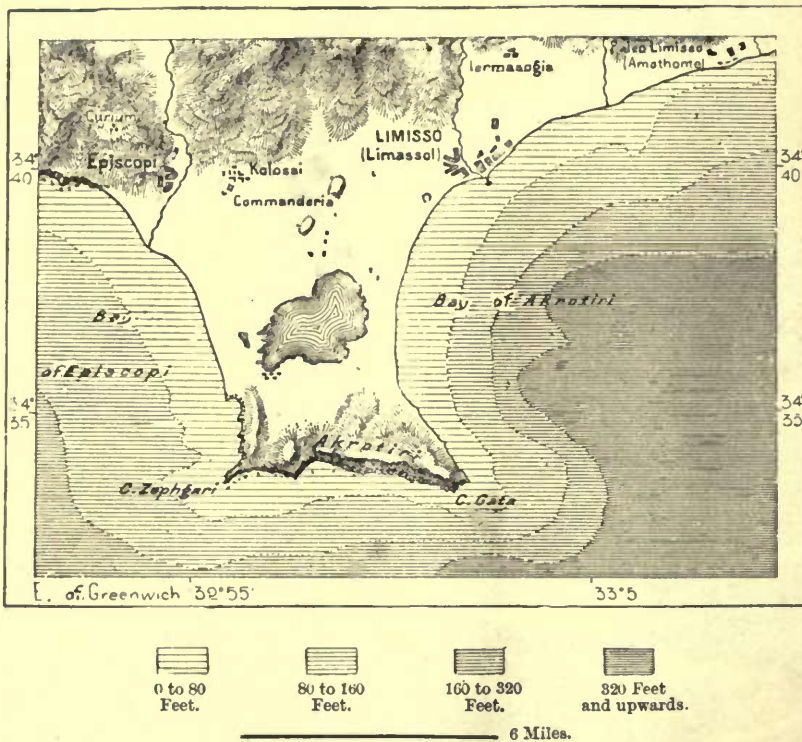 Paleo Limisso
(Amathome)
Iermasogia
Curium
LIMISSO
(Limassol)
34°
40'
34°
40'
Episcopi
Kolossi
Commanderia
Bay
of Episcopi
Bay of Akrotiri
34°
35'
34°
35'
Akrotiri
C. Zephgari
C. Gata
E. of Greenwich 32°55'
33°5
0 to 80
Feet.
80 to 160
Feet.
160 to 320
Feet.
320 Feet
and upwards.
6 Miles.